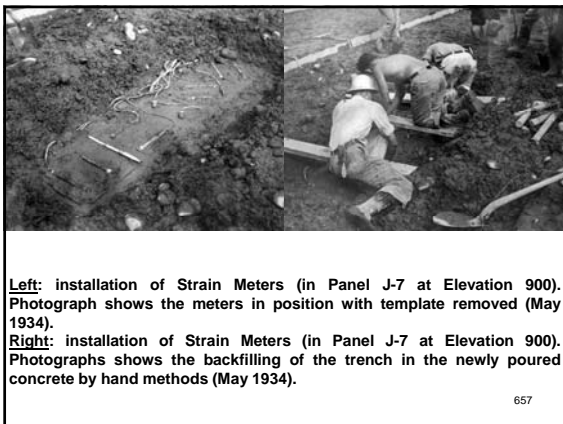 Left: installation of Strain Meters (in Panel J-7 at Elevation 900).
Photograph shows the meters in position with template removed (May
1934).
Right: installation of Strain Meters (in Panel J-7 at Elevation 900).
Photographs shows the backfilling of the trench in the newly poured
concrete by hand methods (May 1934).
657